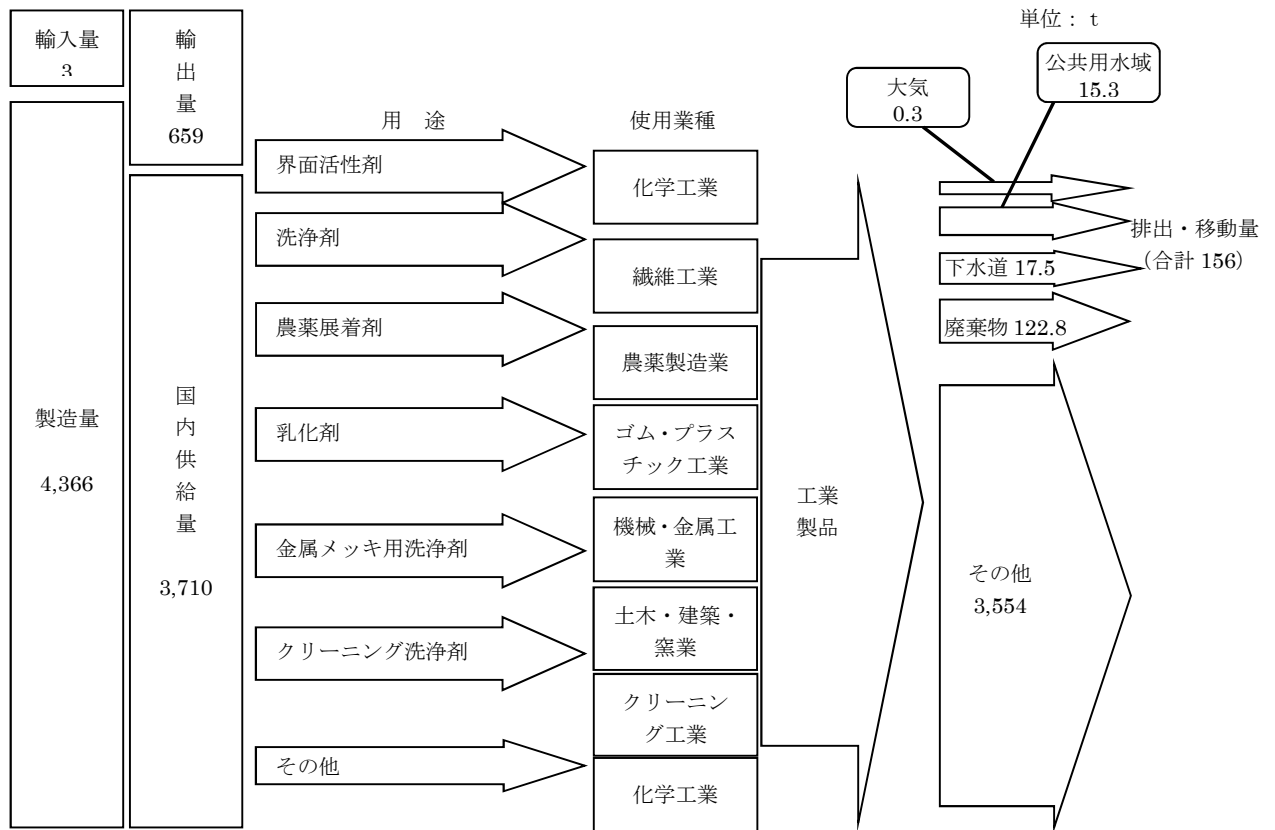 単位： t
輸入量
3
輸
出
量
659
大気
0.3
公共用水域
15.3
用 途
使用業種
製造量
4,366
国
内
供
給
量
3,710
界面活性剤
洗浄剤
農薬展着剤
乳化剤
金属メッキ用洗浄剤
クリーニング洗浄剤
その他
化学工業
繊維工業
農薬製造業
ゴム・プラス
チック工業
機械・金属工
業
土木・建築・
窯業
クリーニン
グ工業
化学工業
工業
製品
排出・移動量
(合計 156)
下水道 17.5
廃棄物 122.8
その他
3,554